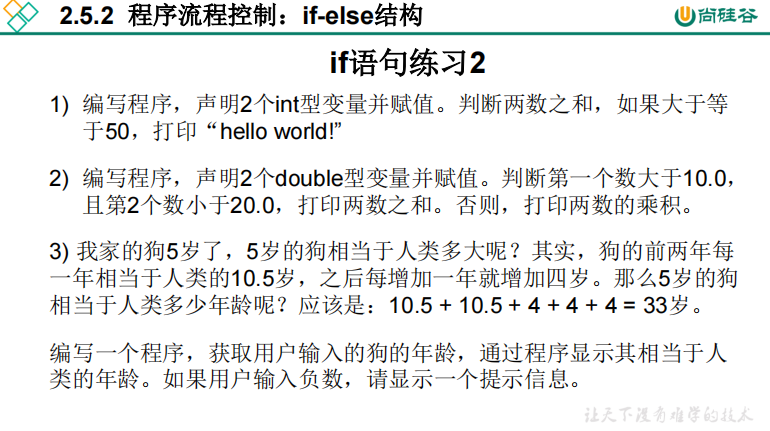 2.5.2 程序流程控制：if-else结构
尚硅谷
if语句练习2
1) 编写程序，声明2个int型变量并赋值。判断两数之和，如果大于等
于50，打印“hello world!”
2) 编写程序，声明2个double型变量并赋值。判断第一个数大于10.0，
且第2个数小于20.0，打印两数之和。否则，打印两数的乘积。
3) 我家的狗5岁了，5岁的狗相当于人类多大呢？其实，狗的前两年每
一年相当于人类的10.5岁，之后每增加一年就增加四岁。那么5岁的狗
相当于人类多少年龄呢？应该是：10.5 + 10.5 + 4 + 4 + 4 = 33岁。
编写一个程序，获取用户输入的狗的年龄，通过程序显示其相当于人
类的年龄。如果用户输入负数，请显示一个提示信息。
让天下没有难学的技术